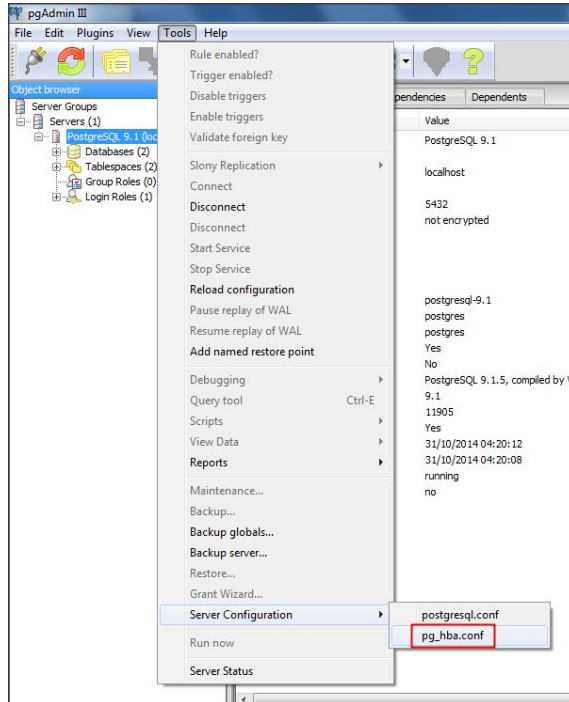 pgAdmin III
File Edit Plugins View Tools Help
Object browser
Server Groups
Servers (1)
PostgreSQL 9.1 (loc
Databases (2)
Tablespaces (2)
Group Roles (0)
Login Roles (1)
Rule enabled?
Trigger enabled?
Disable triggers
Enable triggers
Validate foreign key
Slony Replication
Connect
Disconnect
Disconnect
Start Service
Stop Service
Reload configuration
Pause replay of WAL
Resume replay of WAL
Add named restore point
Debugging
Query tool Ctrl-E
Scripts
View Data
Reports
Maintenance...
Backup...
Backup globals...
Backup server...
Restore...
Grant Wizard...
Server Configuration
Run now
Server Status
postgresql.conf
pg_hba.conf
pendencies Dependents
Value
PostgreSQL 9.1
localhost
5432
not encrypted
postgresql-9.1
postgres
postgres
Yes
No
PostgreSQL 9.1.5, compiled by
9.1
11905
Yes
31/10/2014 04:20:12
31/10/2014 04:20:08
running
no